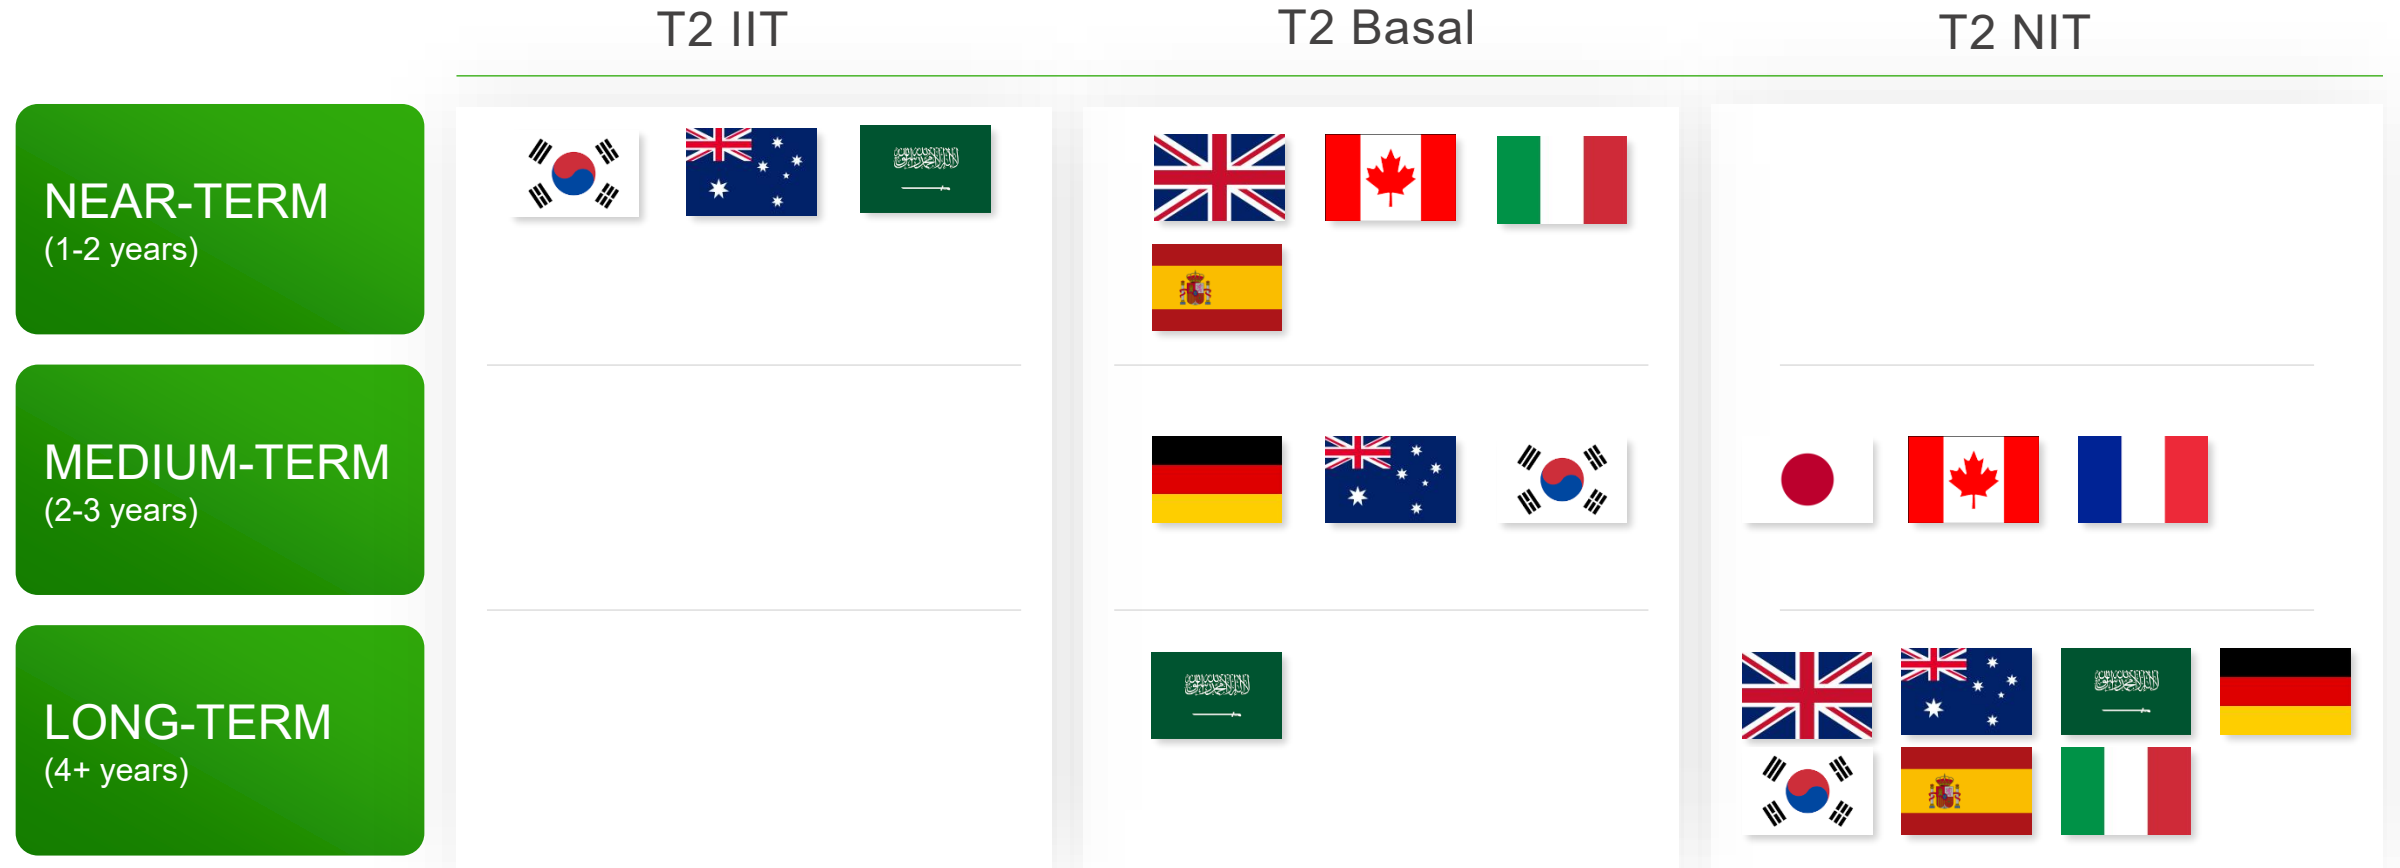 T2 IIT
T2 Basal
T2 NIT
NEAR-TERM
(1-2 years)
MEDIUM-TERM
(2-3 years)
LONG-TERM
(4+ years)